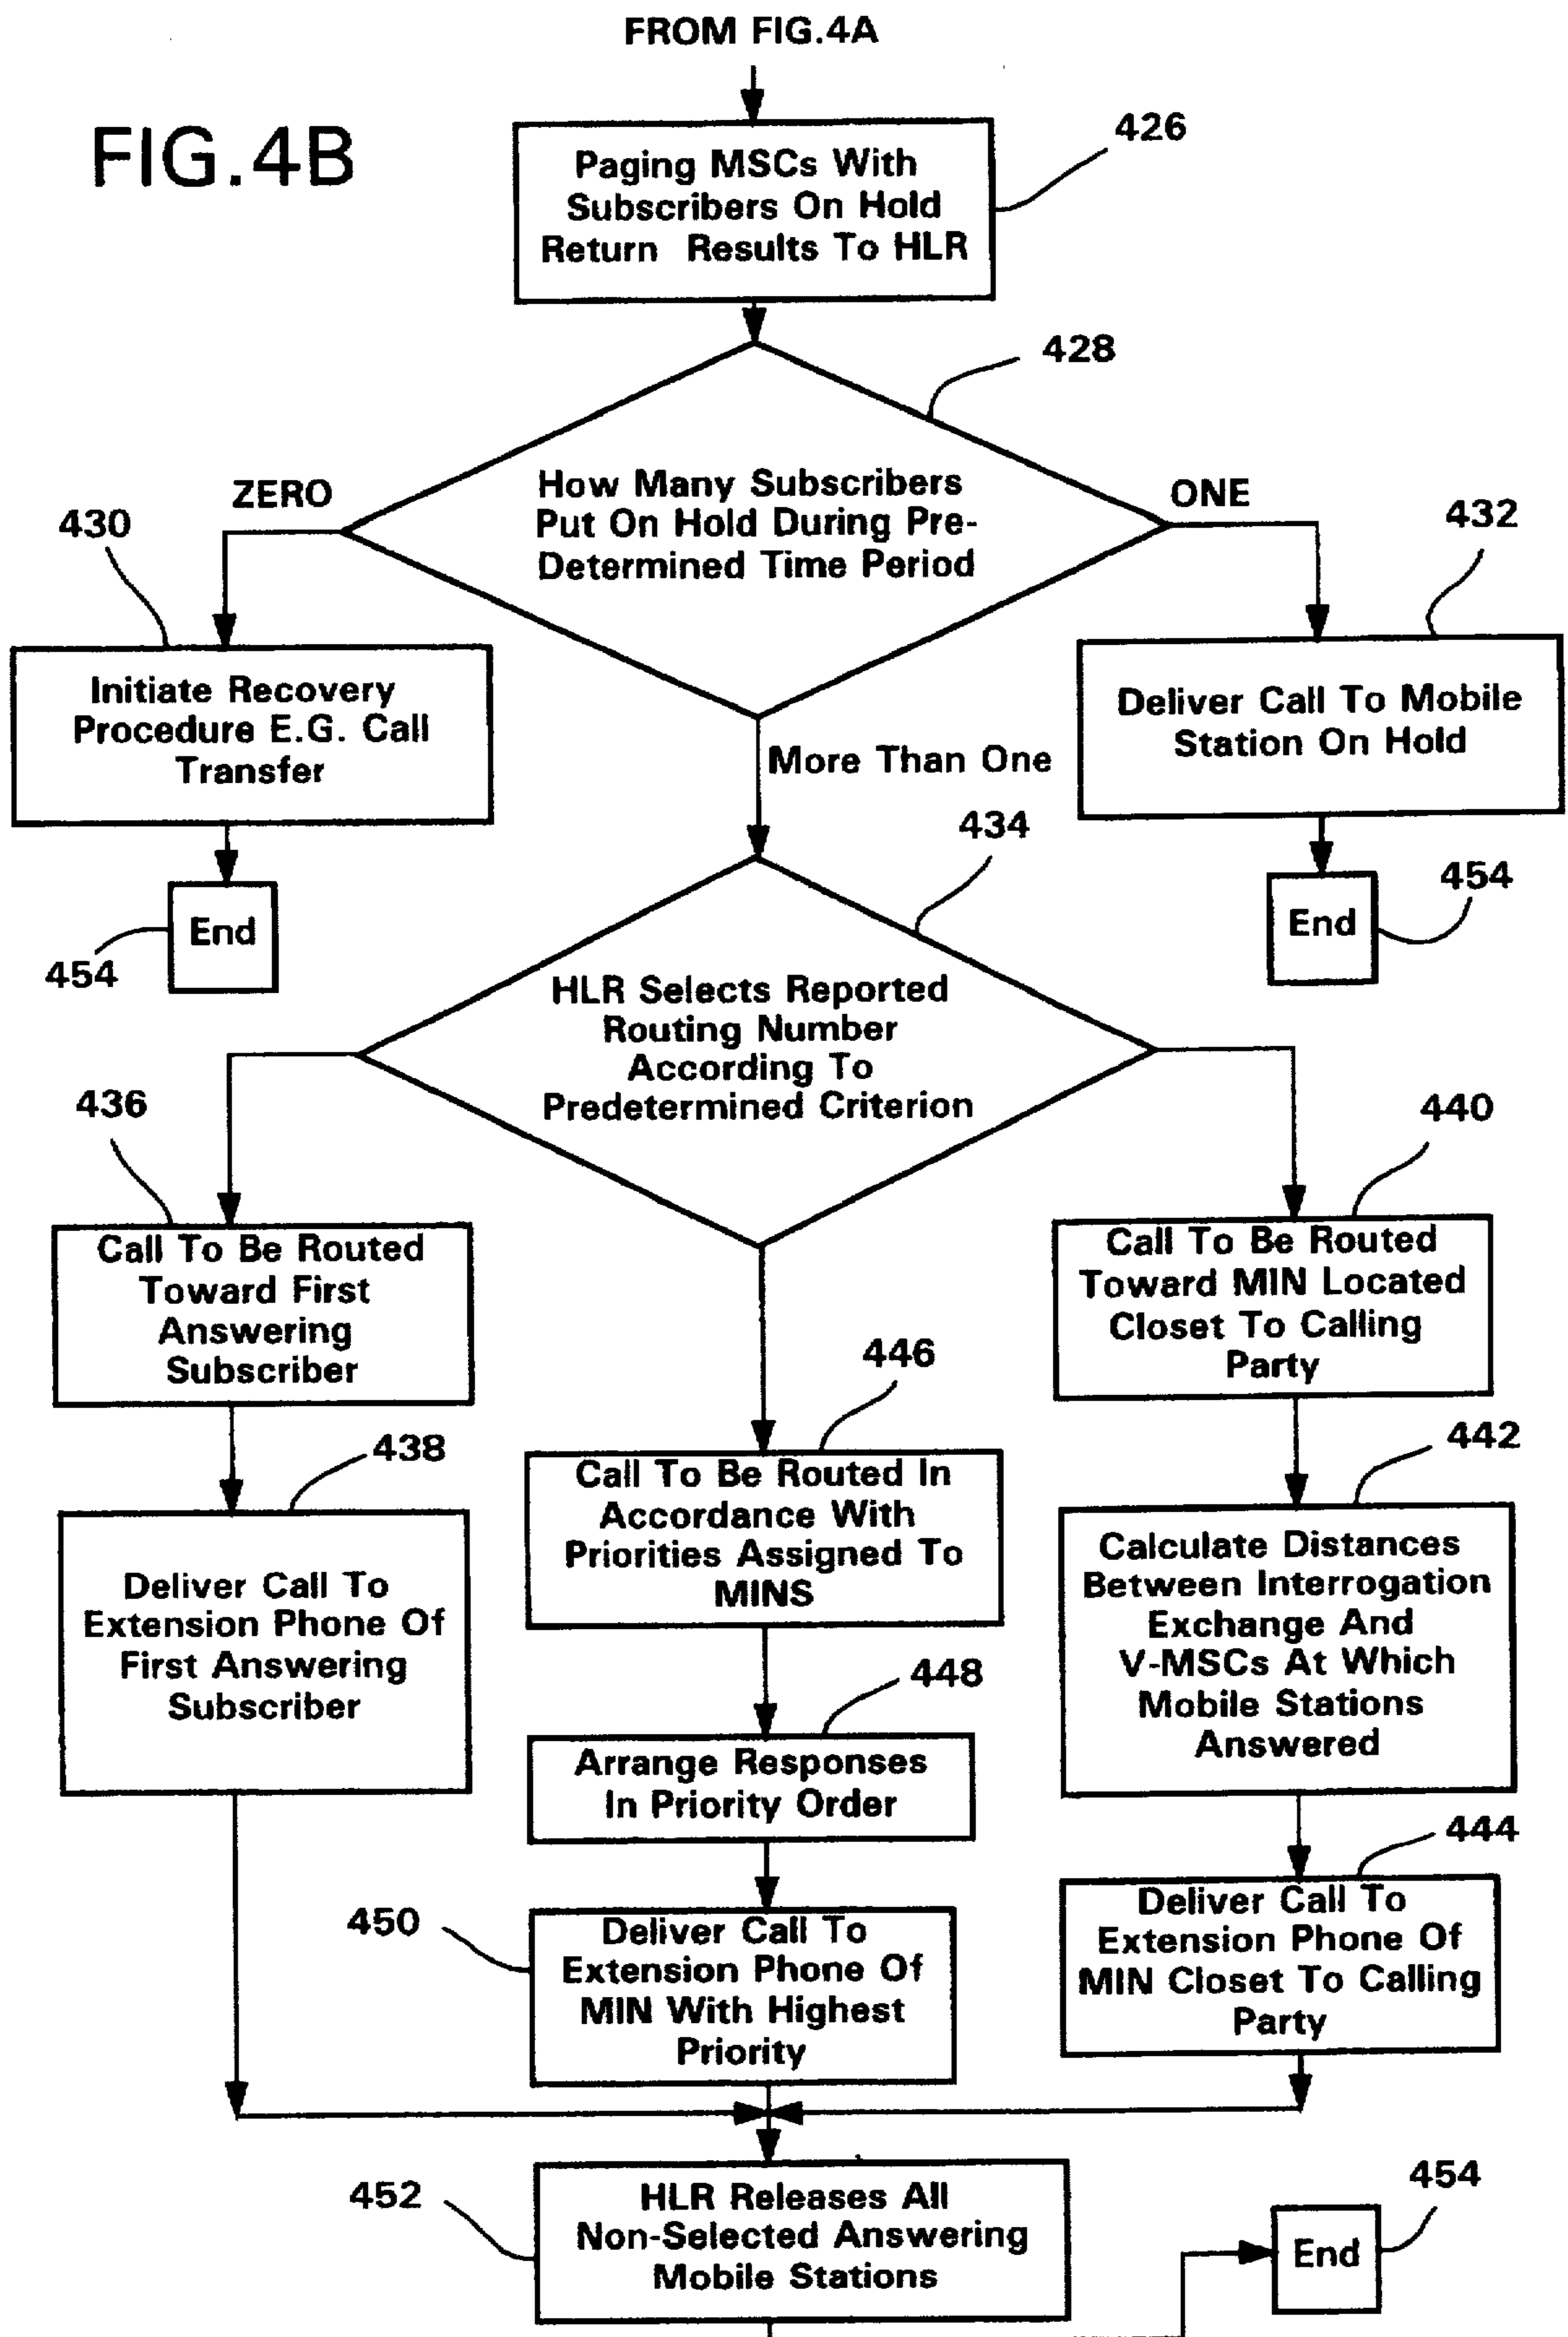 FROM FIG.4A
FIG.4B
426
Paging MSCs With
Subscribers On Hold
Return Results To HLR
428
How Many Subscribers
Put On Hold During Pre-
Determined Time Period
ZERO
ONE
430
432
Initiate Recovery
Procedure E.G. Call
Transfer
Deliver Call To Mobile
Station On Hold
More Than One
434
End
454
End
454
HLR Selects Reported
Routing Number
According To
Predetermined Criterion
436
440
Call To Be Routed
Toward First
Answering
Subscriber
Call To Be Routed
Toward MIN Located
Closet To Calling
Party
446
438
442
Call To Be Routed In
Accordance With
Priorities Assigned To
MINS
Deliver Call To
Extension Phone Of
First Answering
Subscriber
Calculate Distances
Between Interrogation
Exchange And
V-MSCs At Which
Mobile Stations
Answered
448
Arrange Responses
In Priority Order
444
450
Deliver Call To
Extension Phone Of
MIN With Highest
Priority
Deliver Call To
Extension Phone Of
MIN Closet To Calling
Party
452
HLR Releases All
Non-Selected Answering
Mobile Stations
454
End